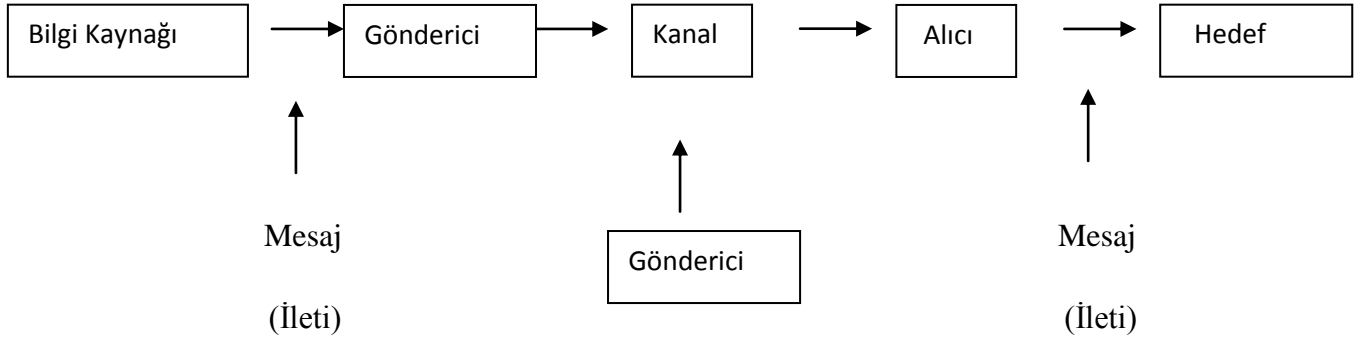 Bilgi Kaynağı
Gönderici
Kanal
Alıcı
Hedef
Mesaj
(İleti)
Gönderici
Mesaj
(İleti)